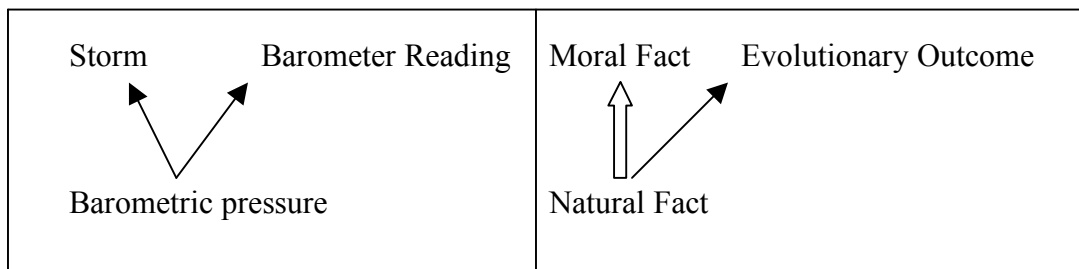 Storm Barometer Reading
Barometric pressure
Moral Fact Evolutionary Outcome
Natural Fact